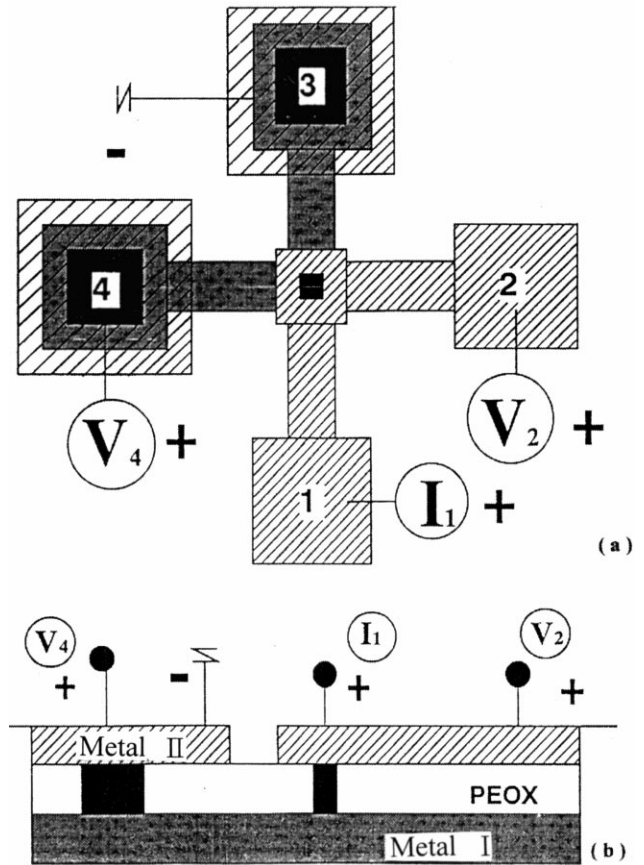 3
-
4
2
V4 +
V2 +
1
I1 +
( a )
V4
I1
V2
+
-
+
+
Metal II
PEOX
Metal I
( b )